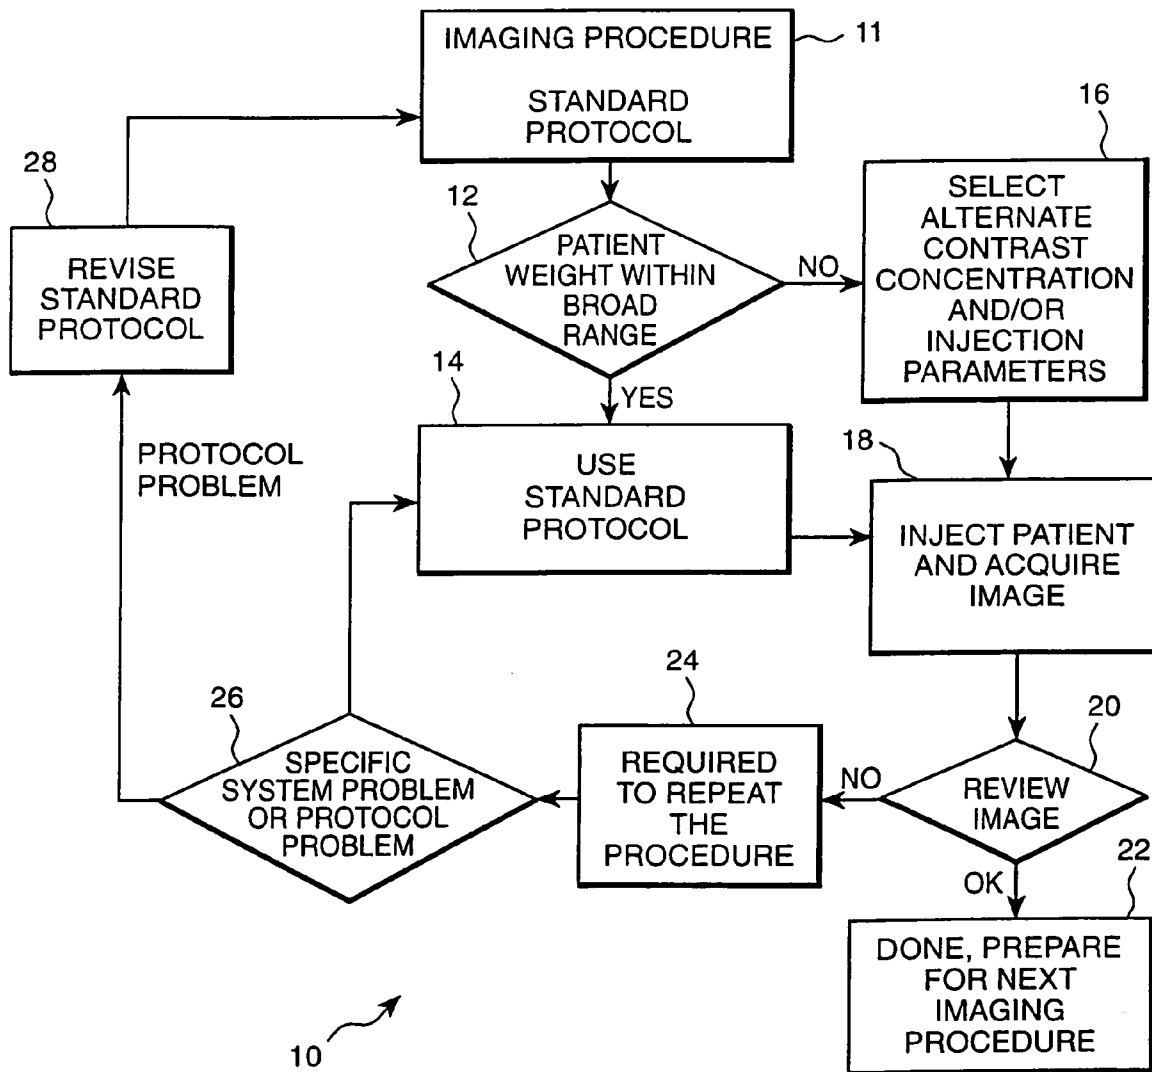 IMAGING PROCEDURE
STANDARD
PROTOCOL
11
12
PATIENT
WEIGHT WITHIN
BROAD
RANGE
NO
YES
16
SELECT
ALTERNATE
CONTRAST
CONCENTRATION
AND/OR
INJECTION
PARAMETERS
28
REVISE
STANDARD
PROTOCOL
PROTOCOL
PROBLEM
14
USE
STANDARD
PROTOCOL
18
INJECT PATIENT
AND ACQUIRE
IMAGE
20
REVIEW
IMAGE
NO
OK
24
REQUIRED
TO REPEAT
THE
PROCEDURE
26
SPECIFIC
SYSTEM PROBLEM
OR PROTOCOL
PROBLEM
22
DONE, PREPARE
FOR NEXT
IMAGING
PROCEDURE
10